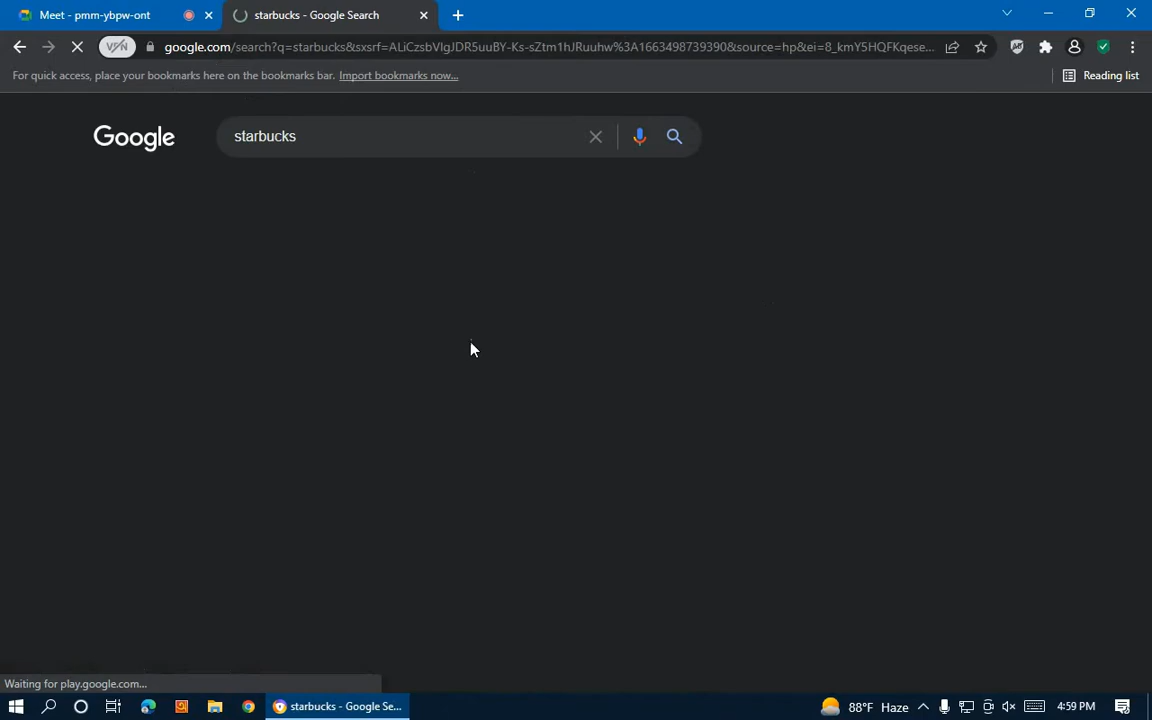 Meet - pmm-ybpw-ont
starbucks - Google Search
VPN
google.com/search?q=starbucks&sxsrf=ALiCzsbVlgJDR5uuBY-Ks-sZtm1hJRuuhw%3A1663498739390&source=hp&ei=8_kmY5HQFKqese...
For quick access, place your bookmarks here on the bookmarks bar. Import bookmarks now...
Reading list
Google
starbucks
Waiting for play.google.com...
starbucks - Google Se...
88°F Haze
4:59 PM